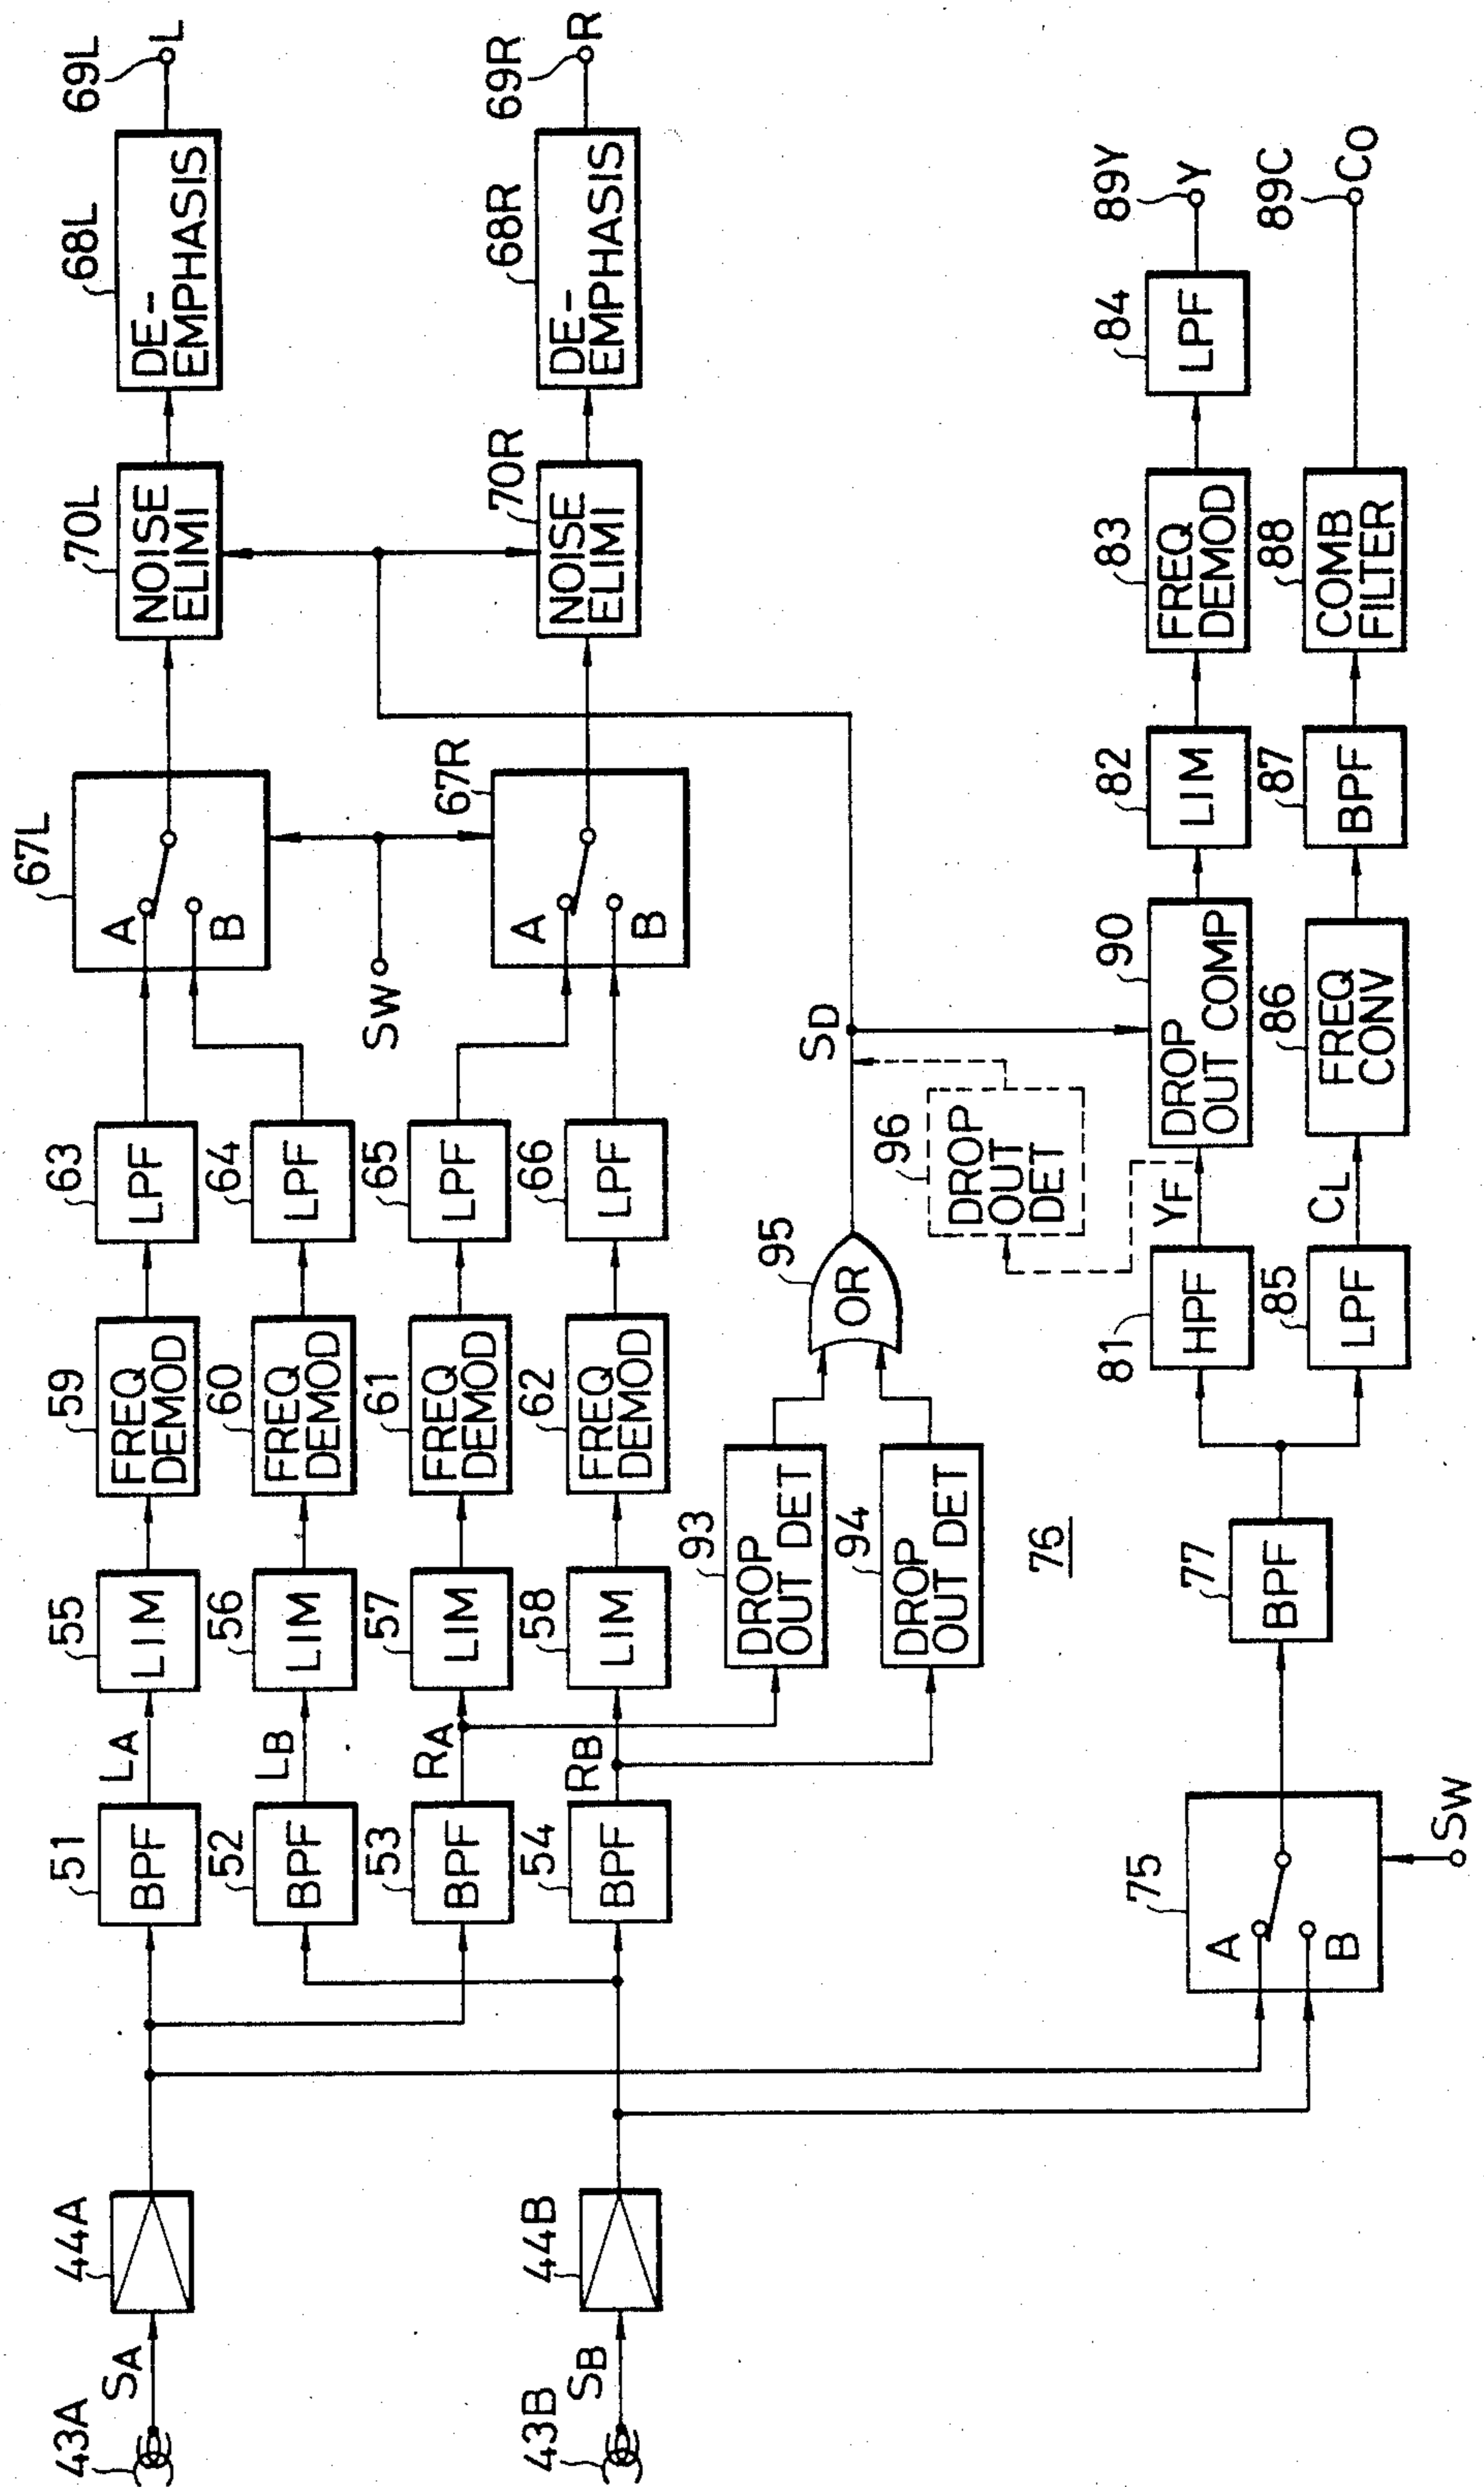 43A
SA
44A
51
BPF
LA
55
LIM
59
FREQ
DEMOD
63
LPF
67L
A
B
70L
NOISE
ELIMI
68L
DE-
EMPHASIS
69L
L
52
BPF
LB
56
LIM
60
FREQ
DEMOD
64
LPF
SW
53
BPF
RA
57
LIM
61
FREQ
DEMOD
65
LPF
67R
A
B
70R
NOISE
ELIMI
68R
DE-
EMPHASIS
69R
R
43B
SB
44B
54
BPF
RB
58
LIM
62
FREQ
DEMOD
66
LPF
93
DROP
OUT DET
94
DROP
OUT DET
95
OR
SD
96
DROP
OUT
DET
76
75
A
B
SW
77
BPF
81
HPF
YF
90
DROP
OUT COMP
82
LIM
83
FREQ
DEMOD
84
LPF
89Y
Y
85
LPF
CL
86
FREQ
CONV
87
BPF
88
COMB
FILTER
89C
CO